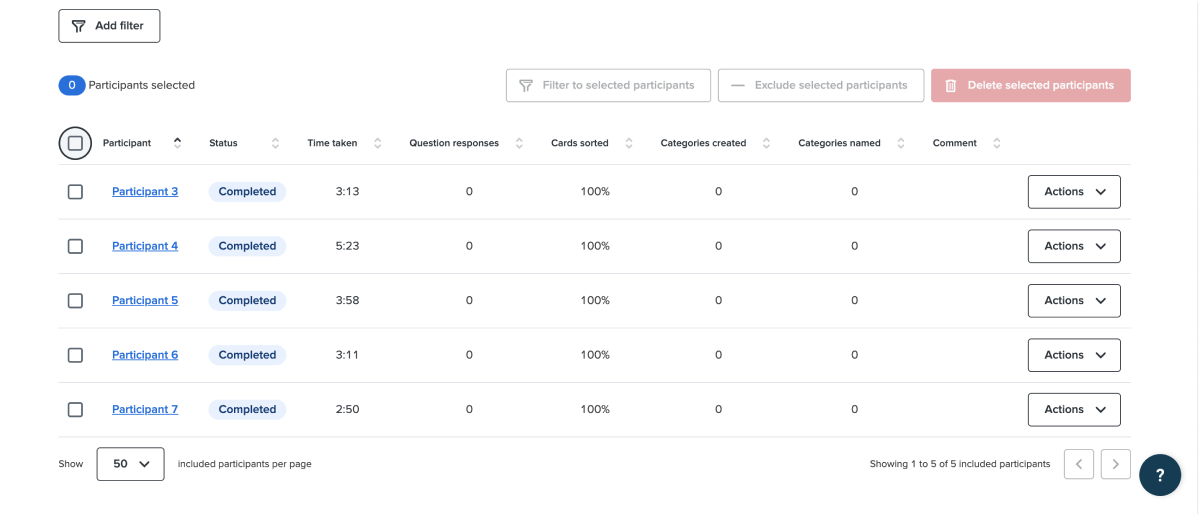 Add filter
0 Participants selected Filter to selected participants Exclude selected participants Delete selected participants
Participant Status Time taken Question responses Cards sorted Categories created Categories named Comment
Participant 3 Completed 3:13 0 100% 0 0 Actions
Participant 4 Completed 5:23 0 100% 0 0 Actions
Participant 5 Completed 3:58 0 100% 0 0 Actions
Participant 6 Completed 3:11 0 100% 0 0 Actions
Participant 7 Completed 2:50 0 100% 0 0 Actions
Show 50 included participants per page Showing 1 to 5 of 5 included participants
?